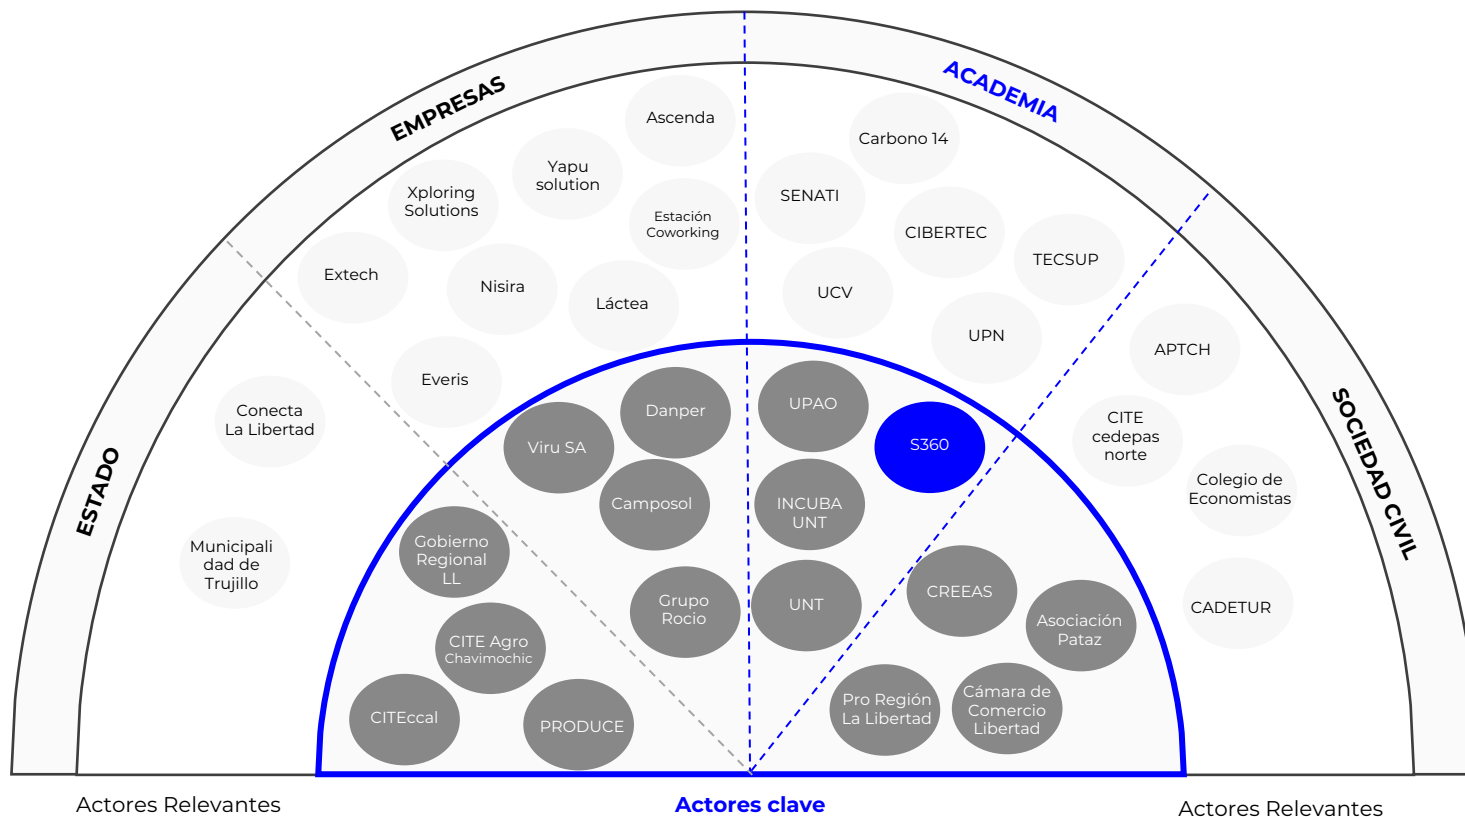 EMPRESAS
ACADEMIA
ESTADO
SOCIEDAD CIVIL
Ascenda
Yapu
solution
Xploring
Solutions
Estación
Coworking
Extech
Nisira
Láctea
Everis
Carbono 14
SENATI
CIBERTEC
TECSUP
UCV
UPN
Conecta
La Libertad
Municipali
dad de
Trujillo
APTCH
CITE
cedepas
norte
Colegio de
Economistas
CADETUR
Danper
Viru SA
Camposol
Grupo
Rocio
UPAO
S360
INCUBA
UNT
UNT
Gobierno
Regional
LL
CITE Agro
Chavimochic
CITEccal
PRODUCE
CREEAS
Asociación
Pataz
Pro Región
La Libertad
Cámara de
Comercio
Libertad
Actores Relevantes
Actores clave
Actores Relevantes